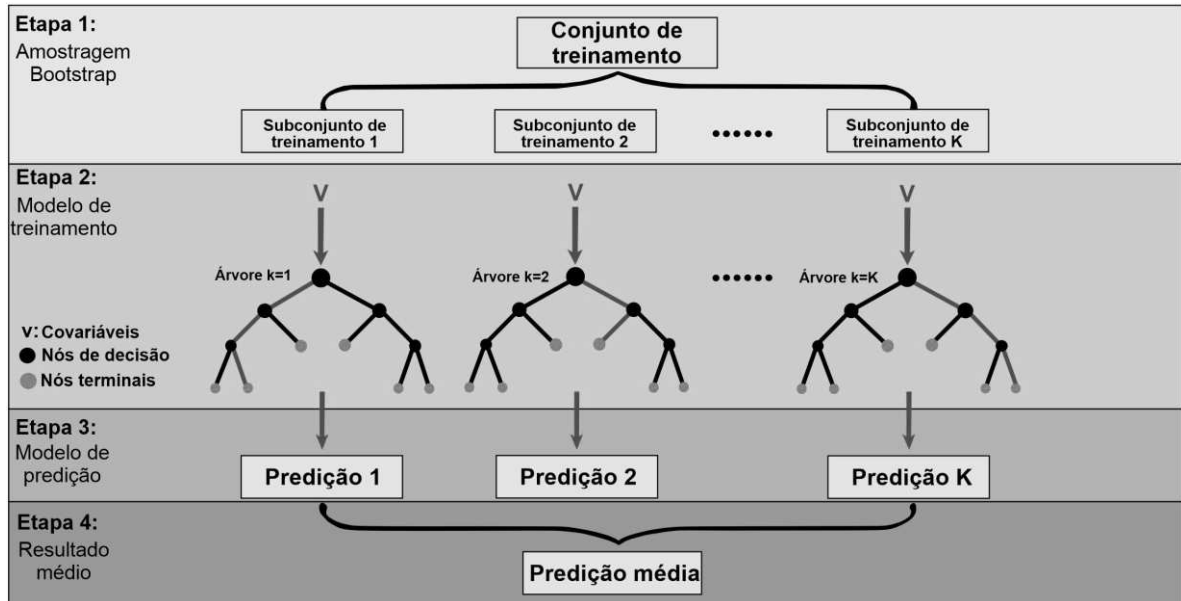 Etapa 1:
Amostragem
Bootstrap
Conjunto de
treinamento
Subconjunto de
treinamento 1
Subconjunto de
treinamento 2
Subconjunto de
treinamento K
Etapa 2:
Modelo de
treinamento
V
V
V
Árvore k=1
Árvore k=2
Árvore k=K
V: Covariáveis
Nós de decisão
Nós terminais
Etapa 3:
Modelo de
predição
Predição 1
Predição 2
Predição K
Etapa 4:
Resultado
médio
Predição média